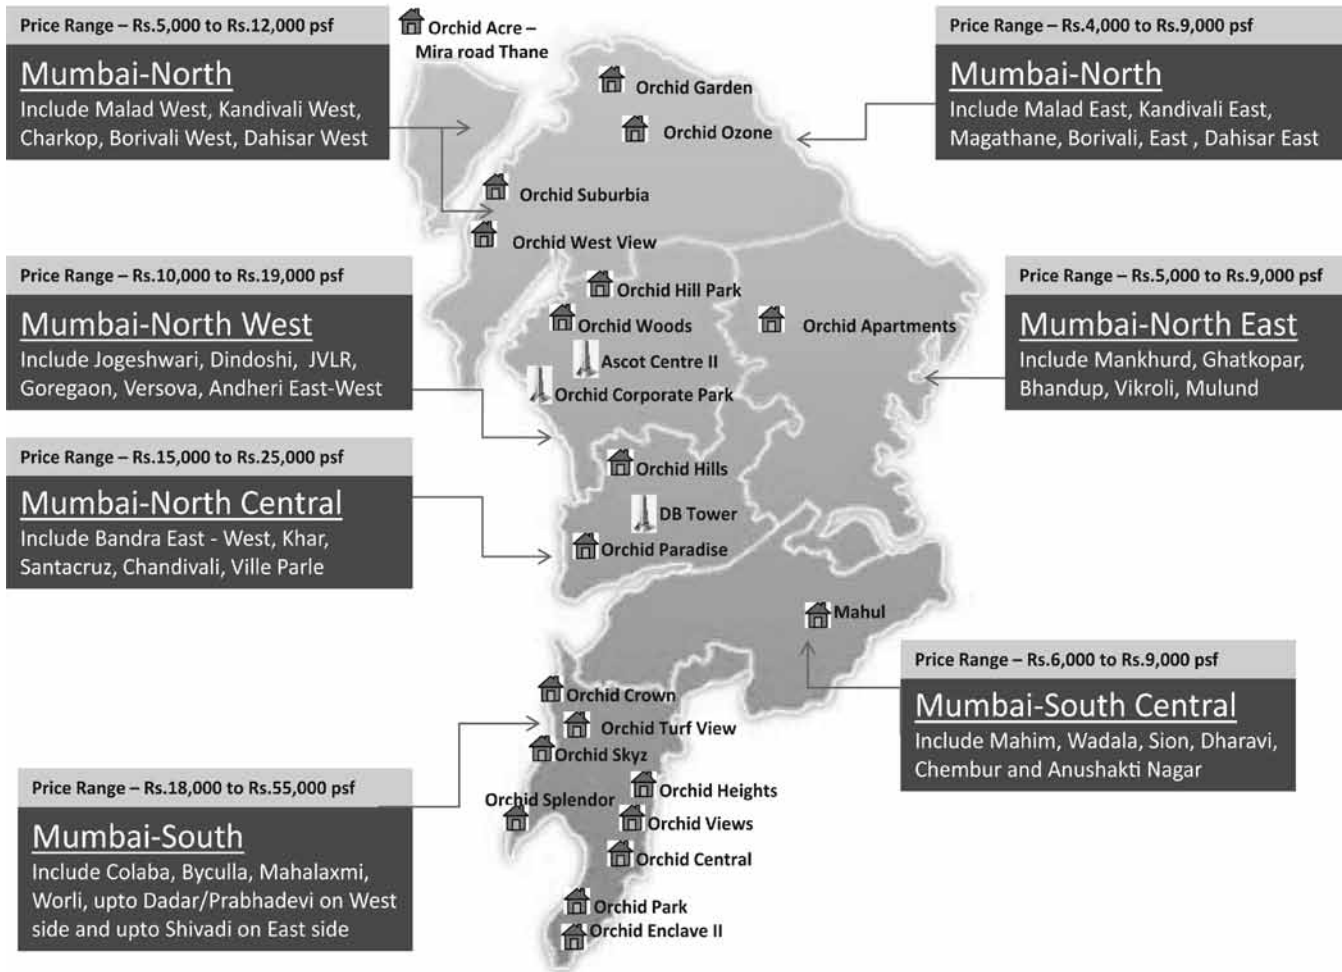 Price Range – Rs.5,000 to Rs.12,000 psf
Mumbai-North
Include Malad West, Kandivali West,
Charkop, Borivali West, Dahisar West
Orchid Acre –
Mira road Thane
Price Range – Rs.4,000 to Rs.9,000 psf
Mumbai-North
Include Malad East, Kandivali East,
Magathane, Borivali, East , Dahisar East
Orchid Garden
Orchid Ozone
Orchid Suburbia
Orchid West View
Price Range – Rs.10,000 to Rs.19,000 psf
Mumbai-North West
Include Jogeshwari, Dindoshi, JVLR,
Goregaon, Versova, Andheri East-West
Orchid Hill Park
Orchid Woods
Ascot Centre II
Orchid Corporate Park
Orchid Apartments
Price Range – Rs.5,000 to Rs.9,000 psf
Mumbai-North East
Include Mankhurd, Ghatkopar,
Bhandup, Vikroli, Mulund
Price Range – Rs.15,000 to Rs.25,000 psf
Mumbai-North Central
Include Bandra East - West, Khar,
Santacruz, Chandivali, Ville Parle
Orchid Hills
DB Tower
Orchid Paradise
Mahul
Price Range – Rs.6,000 to Rs.9,000 psf
Mumbai-South Central
Include Mahim, Wadala, Sion, Dharavi,
Chembur and Anushakti Nagar
Orchid Crown
Orchid Turf View
Orchid Skyz
Orchid Heights
Orchid Splendor
Orchid Views
Orchid Central
Orchid Park
Orchid Enclave II
Price Range – Rs.18,000 to Rs.55,000 psf
Mumbai-South
Include Colaba, Byculla, Mahalaxmi,
Worli, upto Dadar/Prabhadevi on West
side and upto Shivadi on East side